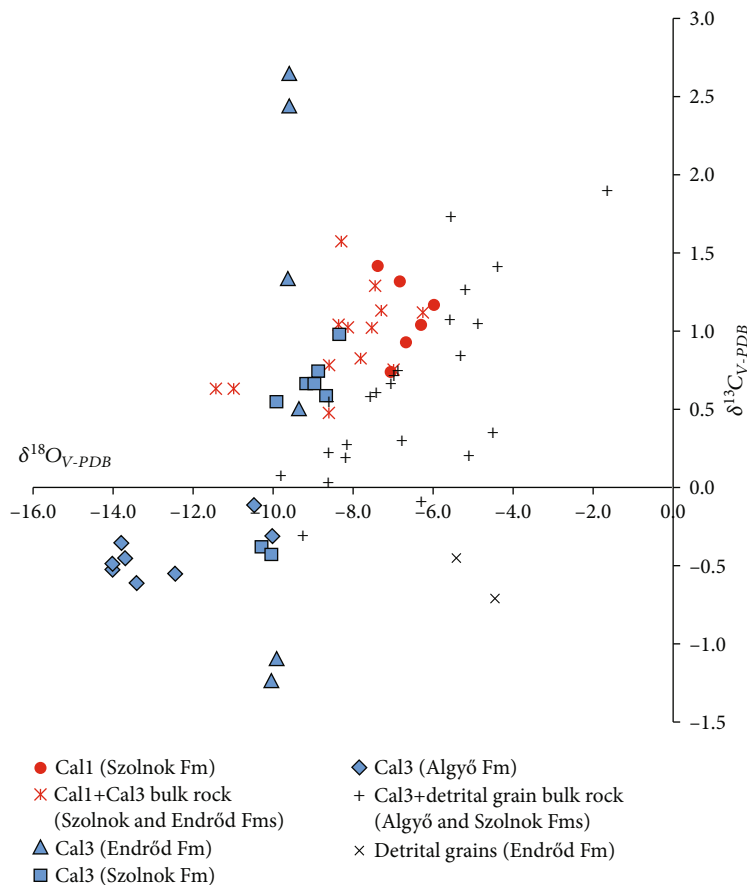 3.0
2.5
2.0
1.5
1.0
0.5
δ18O V-PDB
0.0
–16.0 –14.0 –12.0 –10.0 –8.0 –6.0 –4.0 –2.0 0.0
–0.5
–1.0
–1.5
δ13C V-PDB
Cal1 (Szolnok Fm)
Cal1+Cal3 bulk rock
(Szolnok and Endrőd Fms)
Cal3 (Endrőd Fm)
Cal3 (Szolnok Fm)
Cal3 (Algyő Fm)
Cal3+detrital grain bulk rock
(Algyő and Szolnok Fms)
Detrital grains (Endrőd Fm)